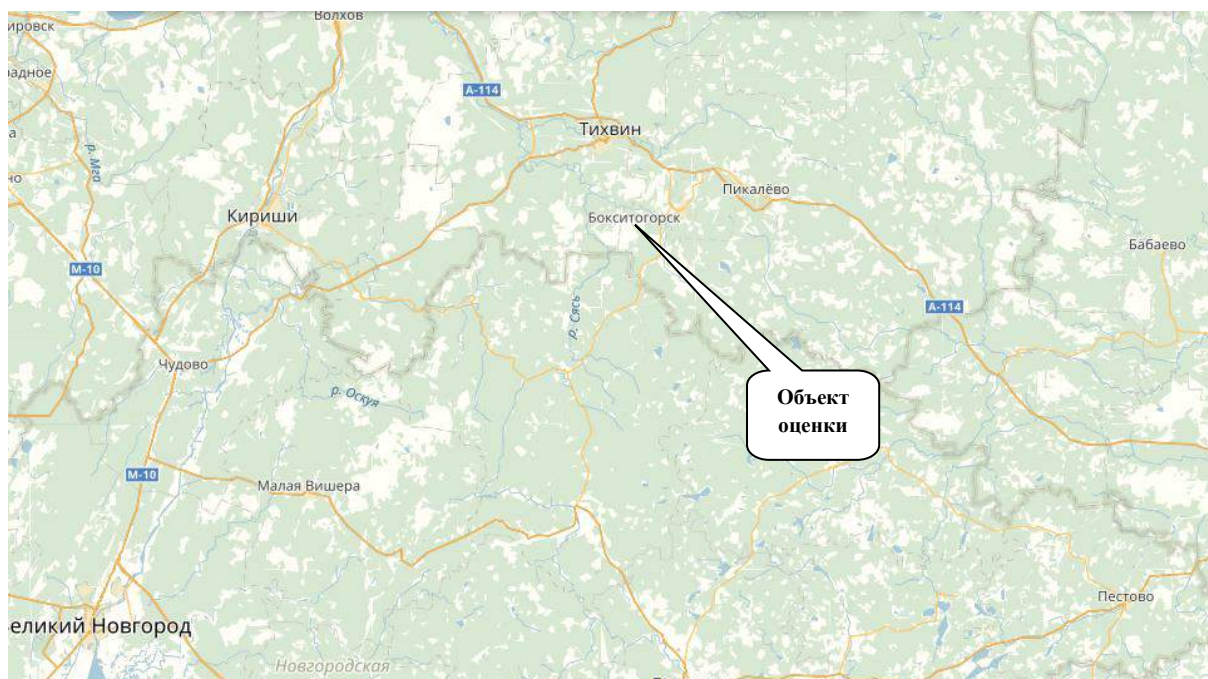 Волхов
ировск
адное
А-114
Тихвин
р. Мга
Пикалёво
Кириши
Бокситогорск
Бабаево
М-10
А-114
р. Сясь
Чудово
р. Оскуя
Объект
оценки
М-10
Малая Вишера
Пестово
еликий Новгород
Новгородская